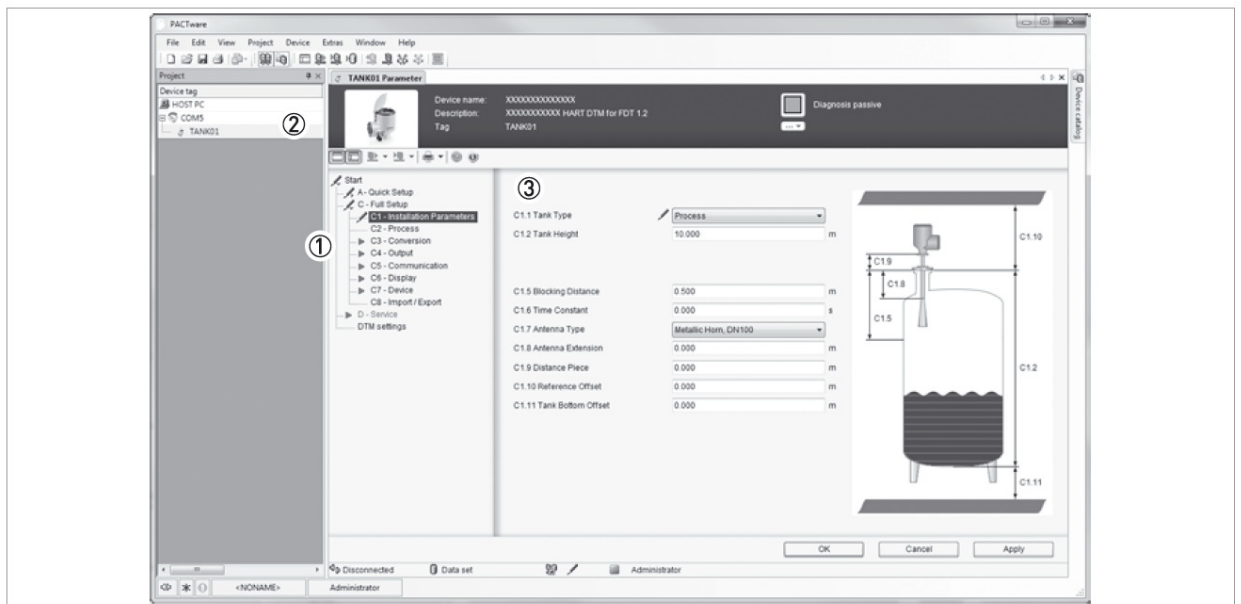 PACTware
File Edit View Project Device Extras Window Help
Project
TANK01 Parameter
Device tag
HOST PC
COM5
TANK01
②
Device name: XXXXXXXXXXXXXX
Description: XXXXXXXXXXX HART DTM for FDT 1.2
Tag TANK01
Diagnosis passive
Device catalog
①
Start
A - Quick Setup
C - Full Setup
C1 - Installation Parameters
C2 - Process
C3 - Conversion
C4 - Output
C5 - Communication
C6 - Display
C7 - Device
C8 - Import / Export
D - Service
DTM settings
③
C1.1 Tank Type Process
C1.2 Tank Height 10.000 m
C1.5 Blocking Distance 0.500 m
C1.6 Time Constant 0.000 s
C1.7 Antenna Type Metallic Horn, DN100
C1.8 Antenna Extension 0.000 m
C1.9 Distance Piece 0.000 m
C1.10 Reference Offset 0.000 m
C1.11 Tank Bottom Offset 0.000 m
C1.10
C1.9
C1.8
C1.5
C1.2
C1.11
OK Cancel Apply
Disconnected Data set Administrator
<NONAME> Administrator